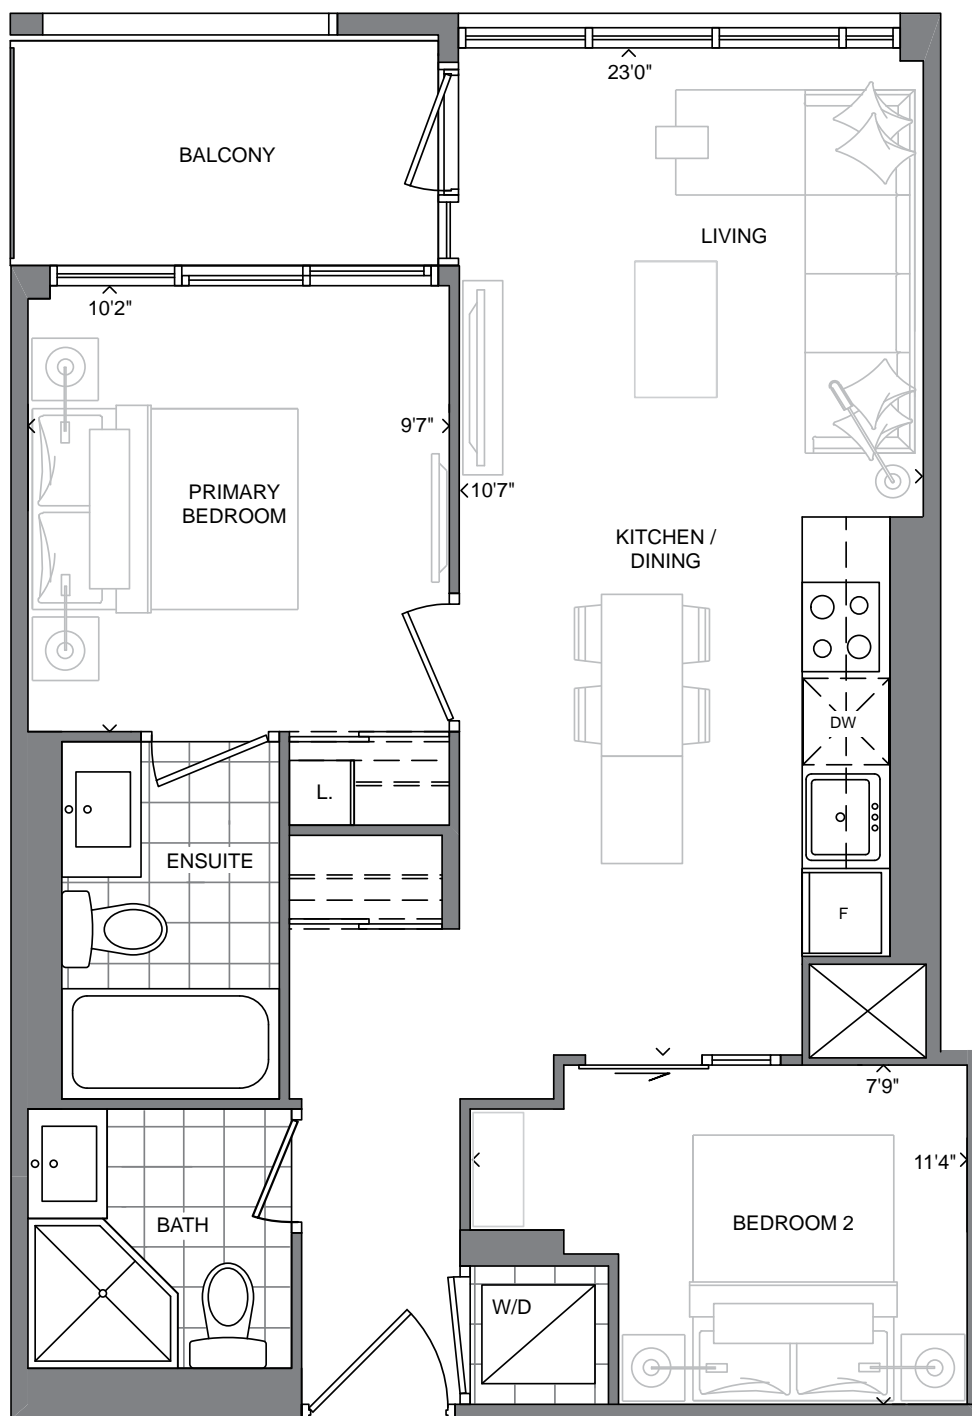 23'0"
BALCONY
LIVING
10'2"
9'7"
PRIMARY
BEDROOM
10'7"
KITCHEN /
DINING
DW
L.
ENSUITE
F
7'9"
11'4"
BATH
BEDROOM 2
W/D